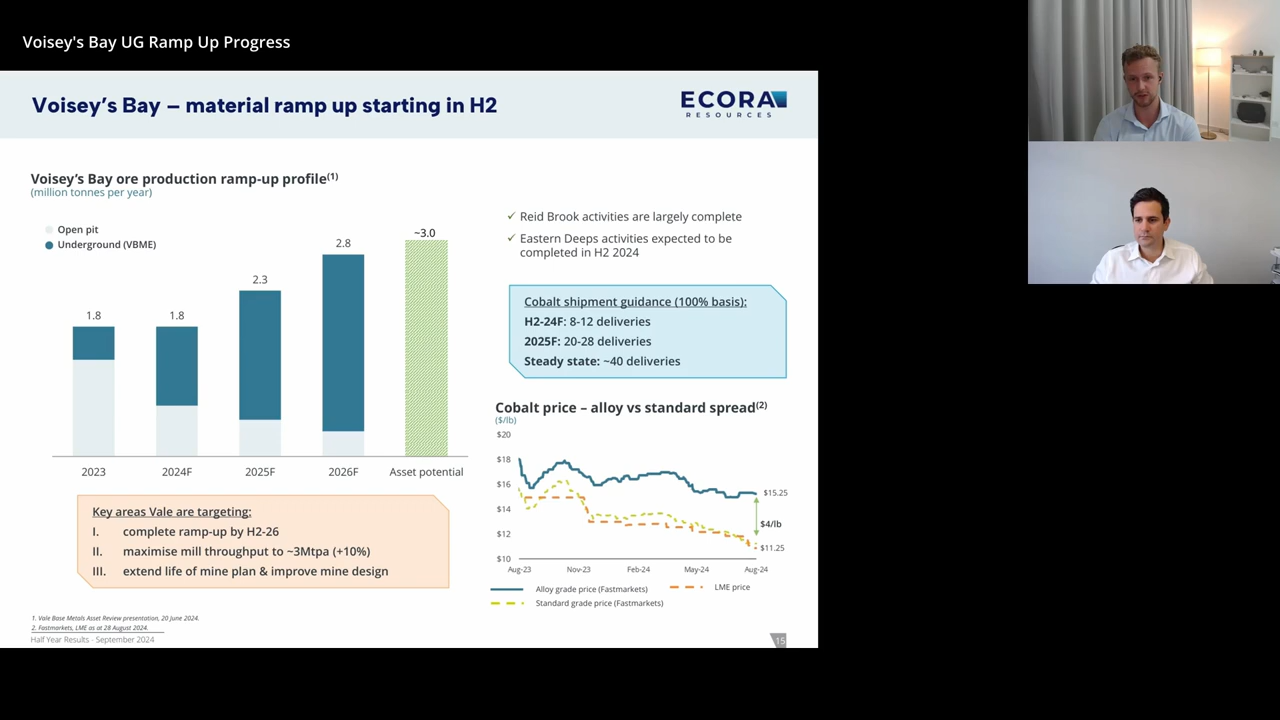 Voisey's Bay UG Ramp Up Progress
Voisey's Bay – material ramp up starting in H2
ECORA
RESOURCES
Voisey's Bay ore production ramp-up profile(1)
(million tonnes per year)
Open pit
Underground (VBME)
1.8
1.8
2.3
2.8
~3.0
2023
2024F
2025F
2026F
Asset potential
Key areas Vale are targeting:
I. complete ramp-up by H2-26
II. maximise mill throughput to ~3Mtpa (+10%)
III. extend life of mine plan & improve mine design
✓ Reid Brook activities are largely complete
✓ Eastern Deeps activities expected to be
completed in H2 2024
Cobalt shipment guidance (100% basis):
H2-24F: 8-12 deliveries
2025F: 20-28 deliveries
Steady state: ~40 deliveries
Cobalt price – alloy vs standard spread(2)
($/lb)
$20
$18
$16
$14
$12
$10
$15.25
$4/lb
$11.25
Aug-23
Nov-23
Feb-24
May-24
Aug-24
Alloy grade price (Fastmarkets)
LME price
Standard grade price (Fastmarkets)
1. Vale Base Metals Asset Review presentation, 20 June 2024.
2. Fastmarkets, LME as at 28 August 2024.
Half Year Results - September 2024
15